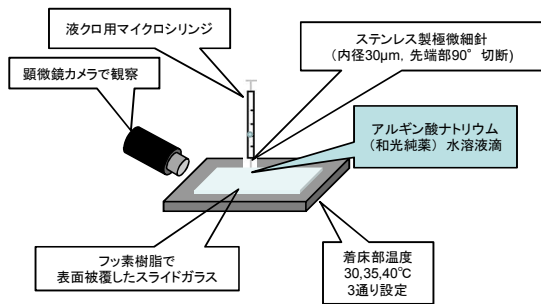 液クロ用マイクロシリンジ
ステンレス製極微細針
(内径30μm，先端部90°切断)
顕微鏡カメラで観察
アルギン酸ナトリウム
(和光純薬) 水溶液滴
フッ素樹脂で
表面被覆したスライドガラス
着床部温度
30,35,40℃
3通り設定